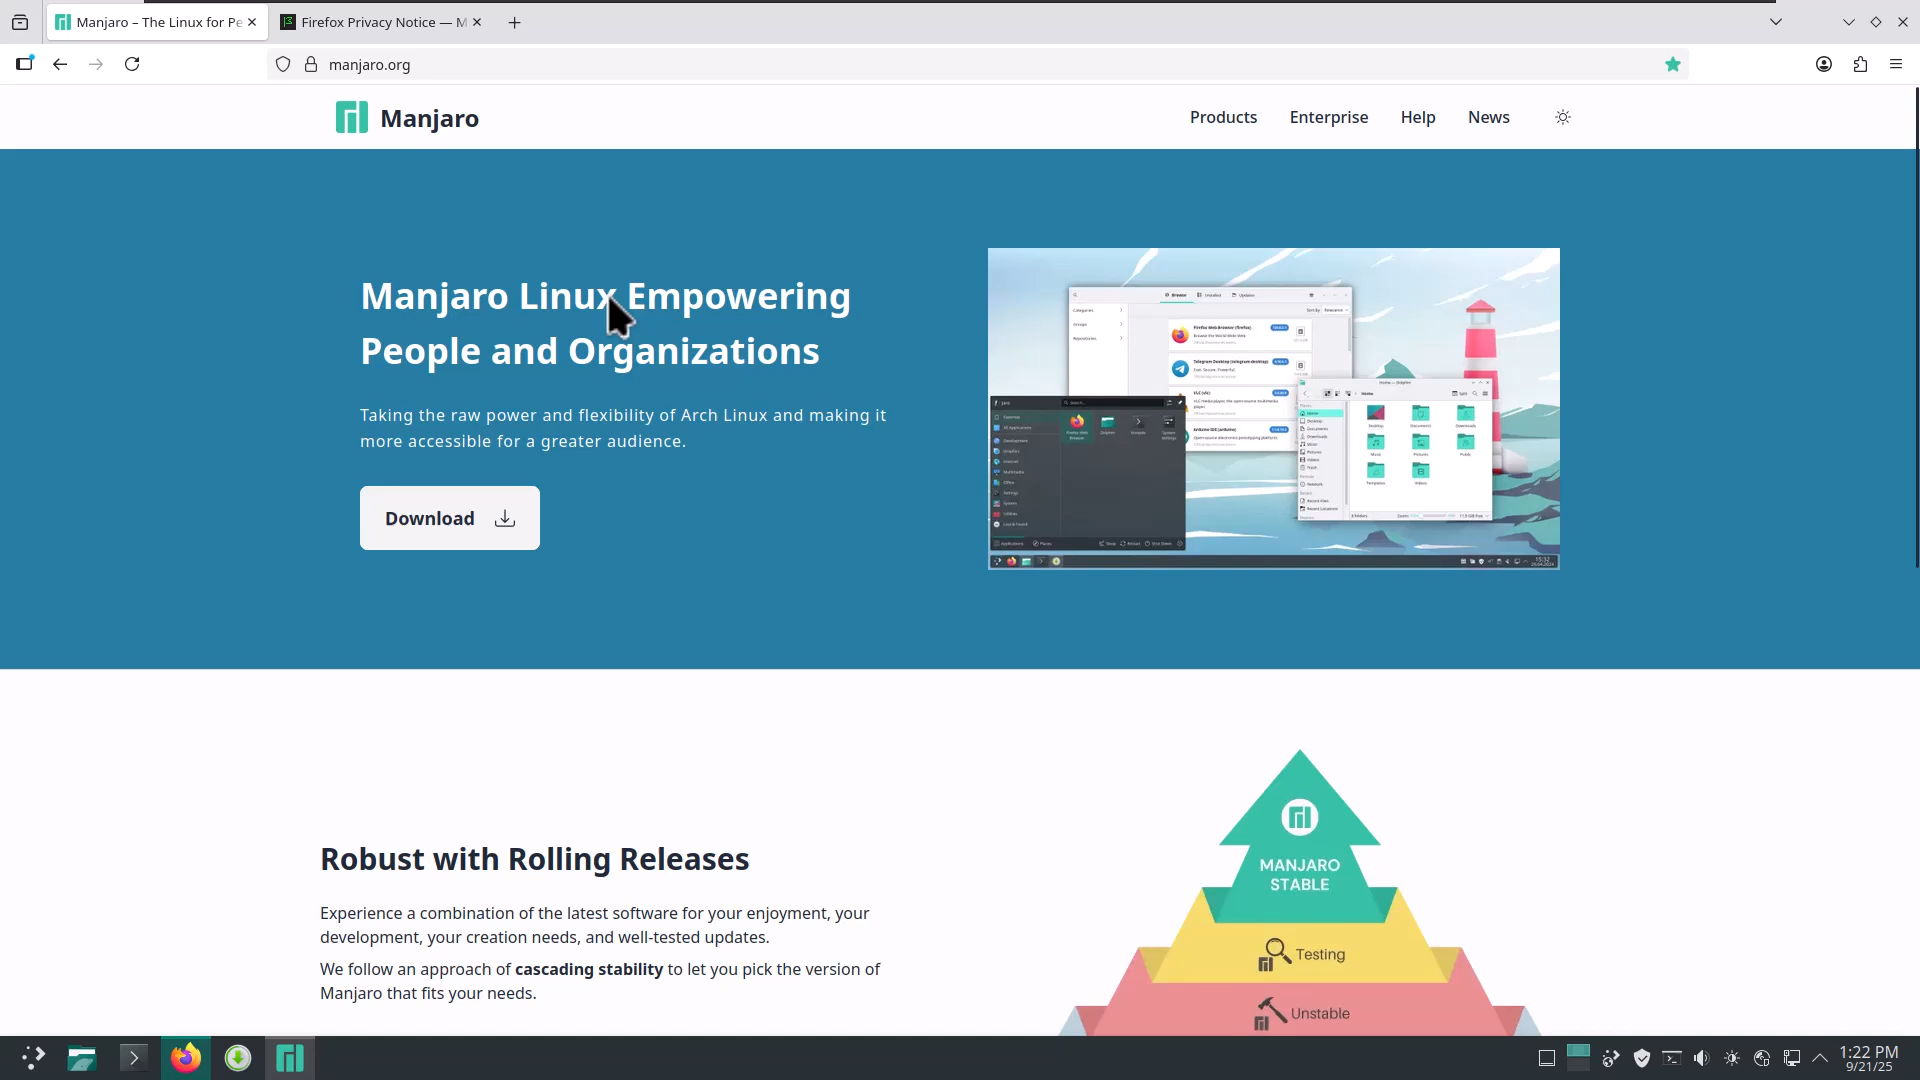 Manjaro – The Linux for Pe
Firefox Privacy Notice — M
manjaro.org
Manjaro
Products
Enterprise
Help
News
Manjaro Linux Empowering
People and Organizations
Taking the raw power and flexibility of Arch Linux and making it
more accessible for a greater audience.
Download
Robust with Rolling Releases
Experience a combination of the latest software for your enjoyment, your
development, your creation needs, and well-tested updates.
We follow an approach of cascading stability to let you pick the version of
Manjaro that fits your needs.
MANJARO
STABLE
Testing
Unstable
1:22 PM
9/21/25